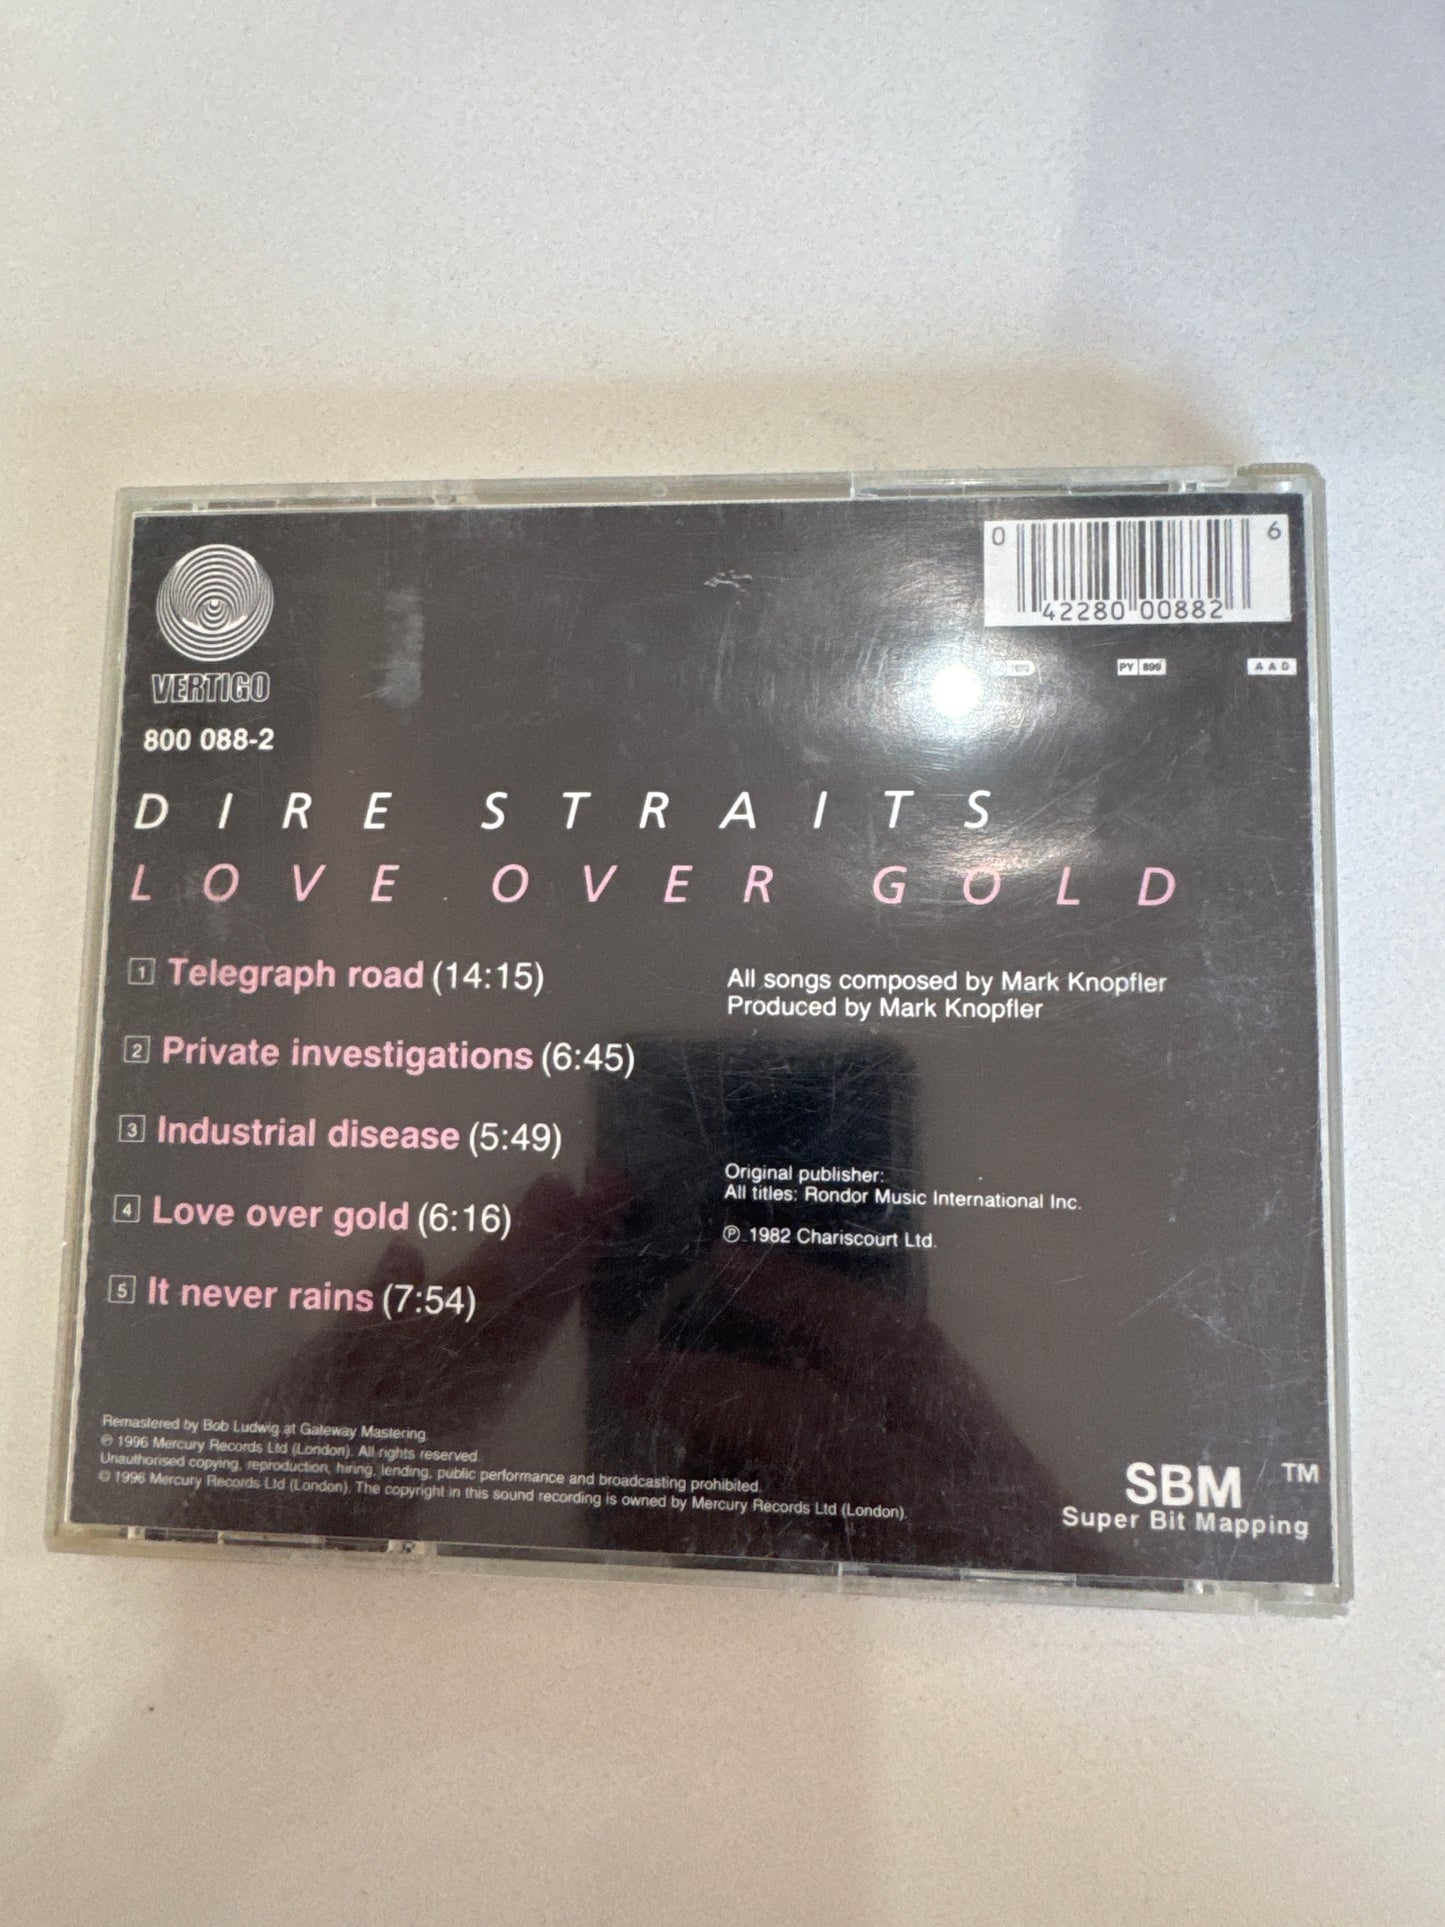 VERTIGO
800 088-2
0 42280 00882 6
PY 899
AAD
DIRE STRAITS
LOVE OVER GOLD
1 Telegraph road (14:15)
2 Private investigations (6:45)
3 Industrial disease (5:49)
4 Love over gold (6:16)
5 It never rains (7:54)
All songs composed by Mark Knopfler
Produced by Mark Knopfler
Original publisher:
All titles: Rondor Music International Inc.
℗ 1982 Chariscourt Ltd.
Remastered by Bob Ludwig at Gateway Mastering
℗ 1996 Mercury Records Ltd (London). All rights reserved.
Unauthorised copying, reproduction, hiring, lending, public performance and broadcasting prohibited.
© 1996 Mercury Records Ltd (London). The copyright in this sound recording is owned by Mercury Records Ltd (London).
SBM ™
Super Bit Mapping